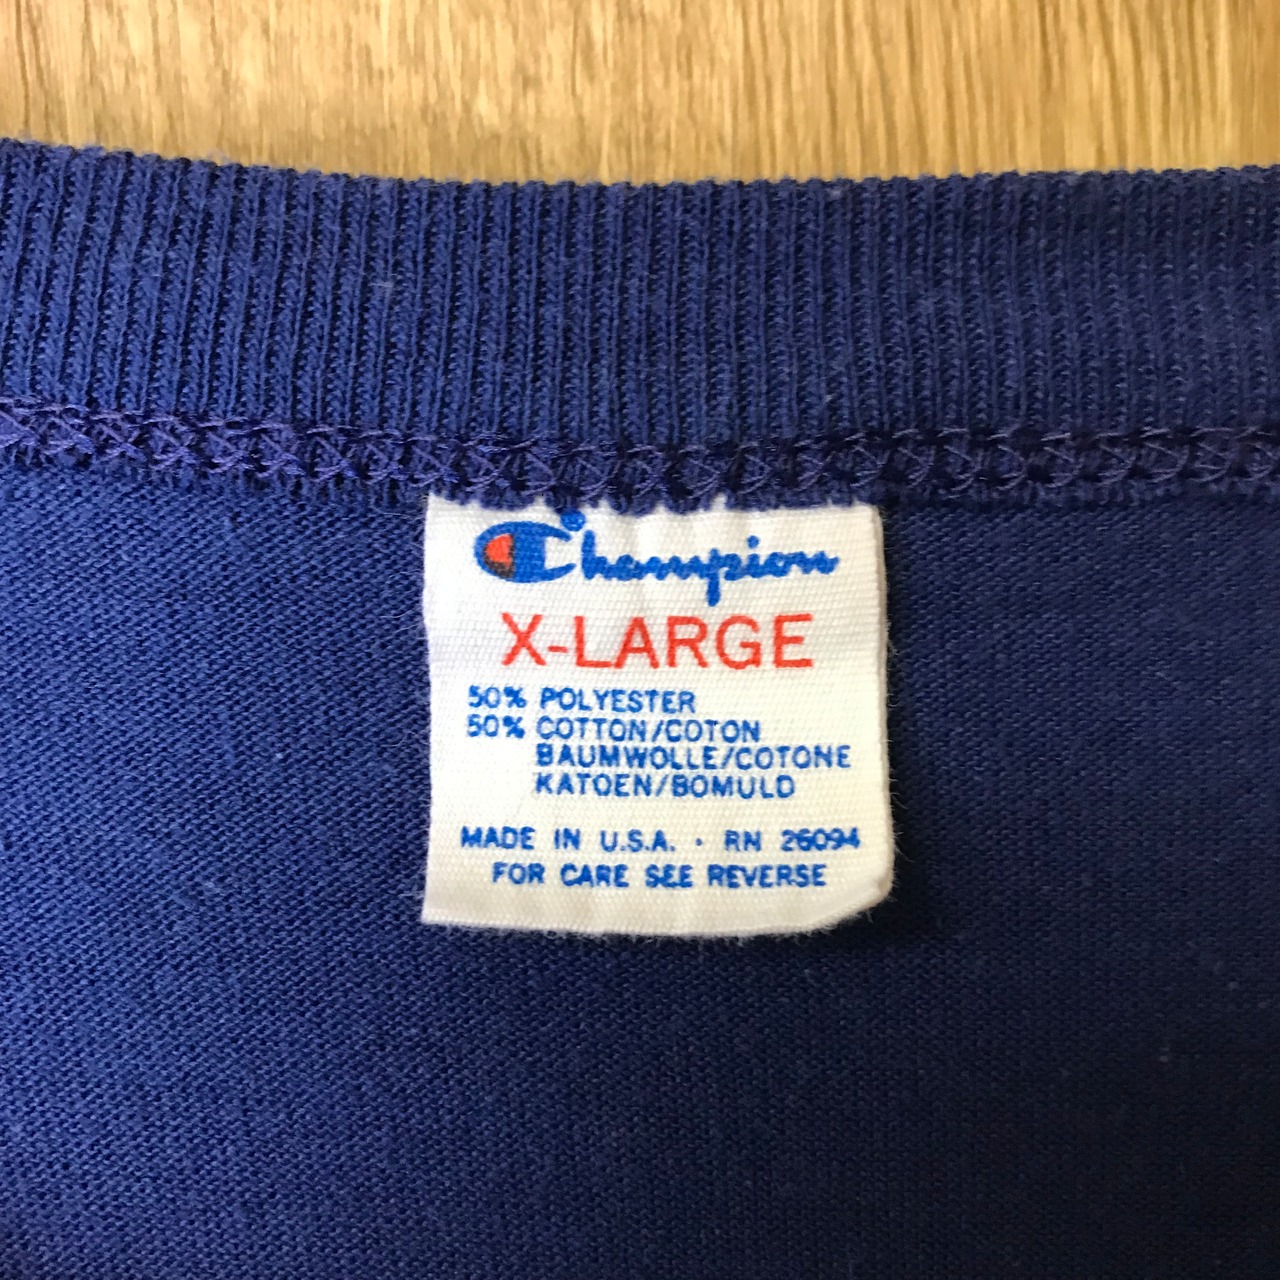 Champion
X-LARGE
50% POLYESTER
50% COTTON/COTON
BAUMWOLLE/COTONE
KATOEN/BOMULD
MADE IN U.S.A. · RN 26094
FOR CARE SEE REVERSE